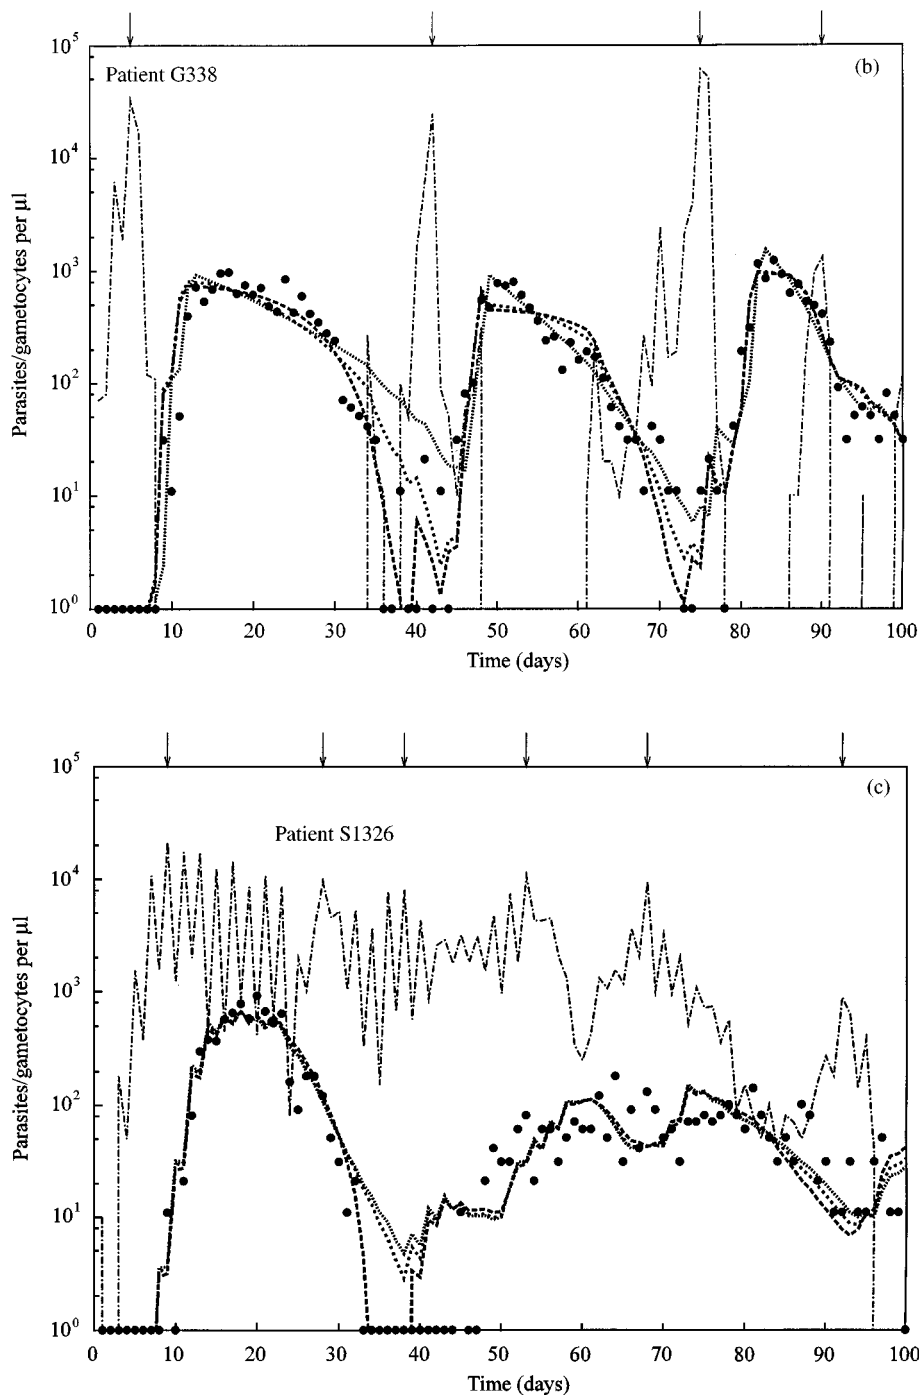 10^5
Patient G338
(b)
10^4
10^3
10^2
10^1
10^0
Parasites/gametocytes per µl
0 10 20 30 40 50 60 70 80 90 100
Time (days)
10^5
(c)
Patient S1326
10^4
10^3
10^2
10^1
10^0
Parasites/gametocytes per µl
0 10 20 30 40 50 60 70 80 90 100
Time (days)